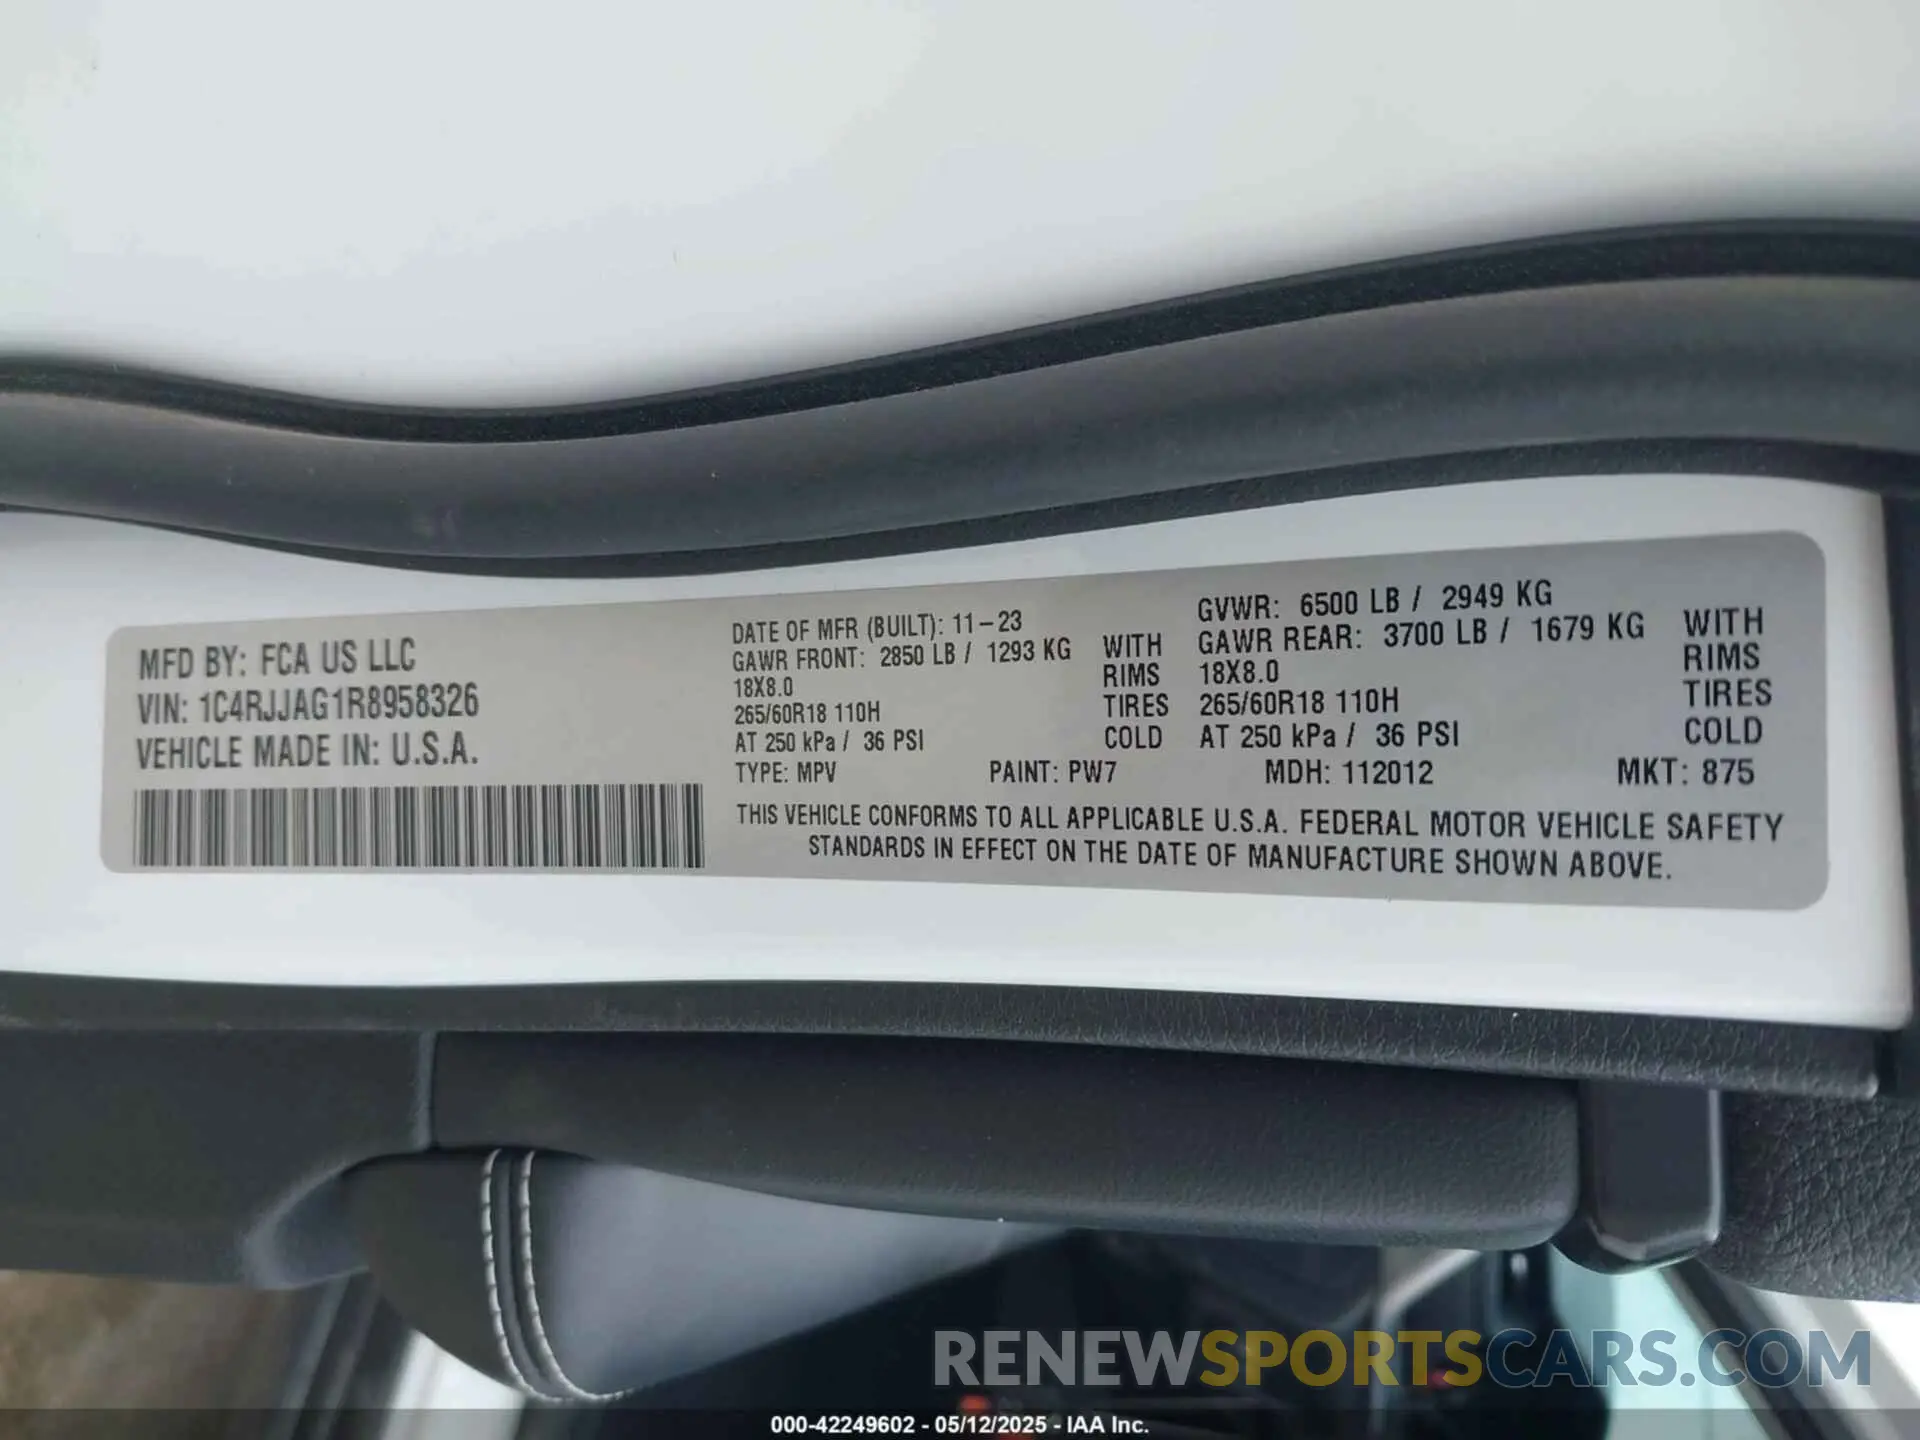 MFD BY: FCA US LLC
VIN: 1C4RJJAG1R8958326
VEHICLE MADE IN: U.S.A.
DATE OF MFR (BUILT): 11-23
GAWR FRONT: 2850 LB / 1293 KG WITH
18X8.0 RIMS
265/60R18 110H TIRES
AT 250 kPa / 36 PSI COLD
GVWR: 6500 LB / 2949 KG
GAWR REAR: 3700 LB / 1679 KG WITH
18X8.0 RIMS
265/60R18 110H TIRES
AT 250 kPa / 36 PSI COLD
TYPE: MPV PAINT: PW7 MDH: 112012 MKT: 875
THIS VEHICLE CONFORMS TO ALL APPLICABLE U.S.A. FEDERAL MOTOR VEHICLE SAFETY
STANDARDS IN EFFECT ON THE DATE OF MANUFACTURE SHOWN ABOVE.
RENEWSPORTSCARS.COM
000-42249602 - 05/12/2025 - IAA Inc.